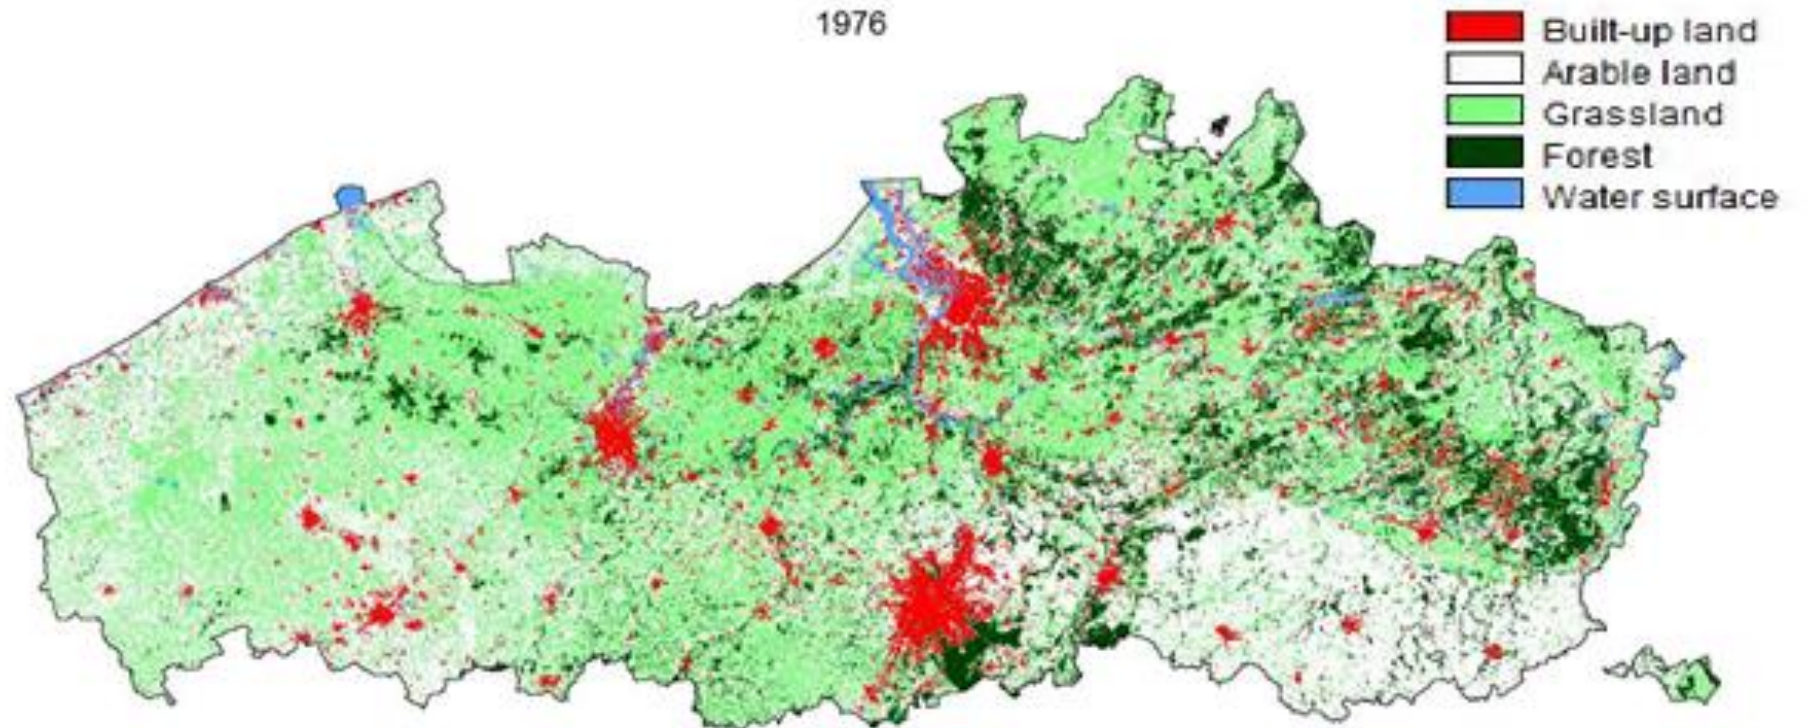 1976
Built-up land
Arable land
Grassland
Forest
Water surface